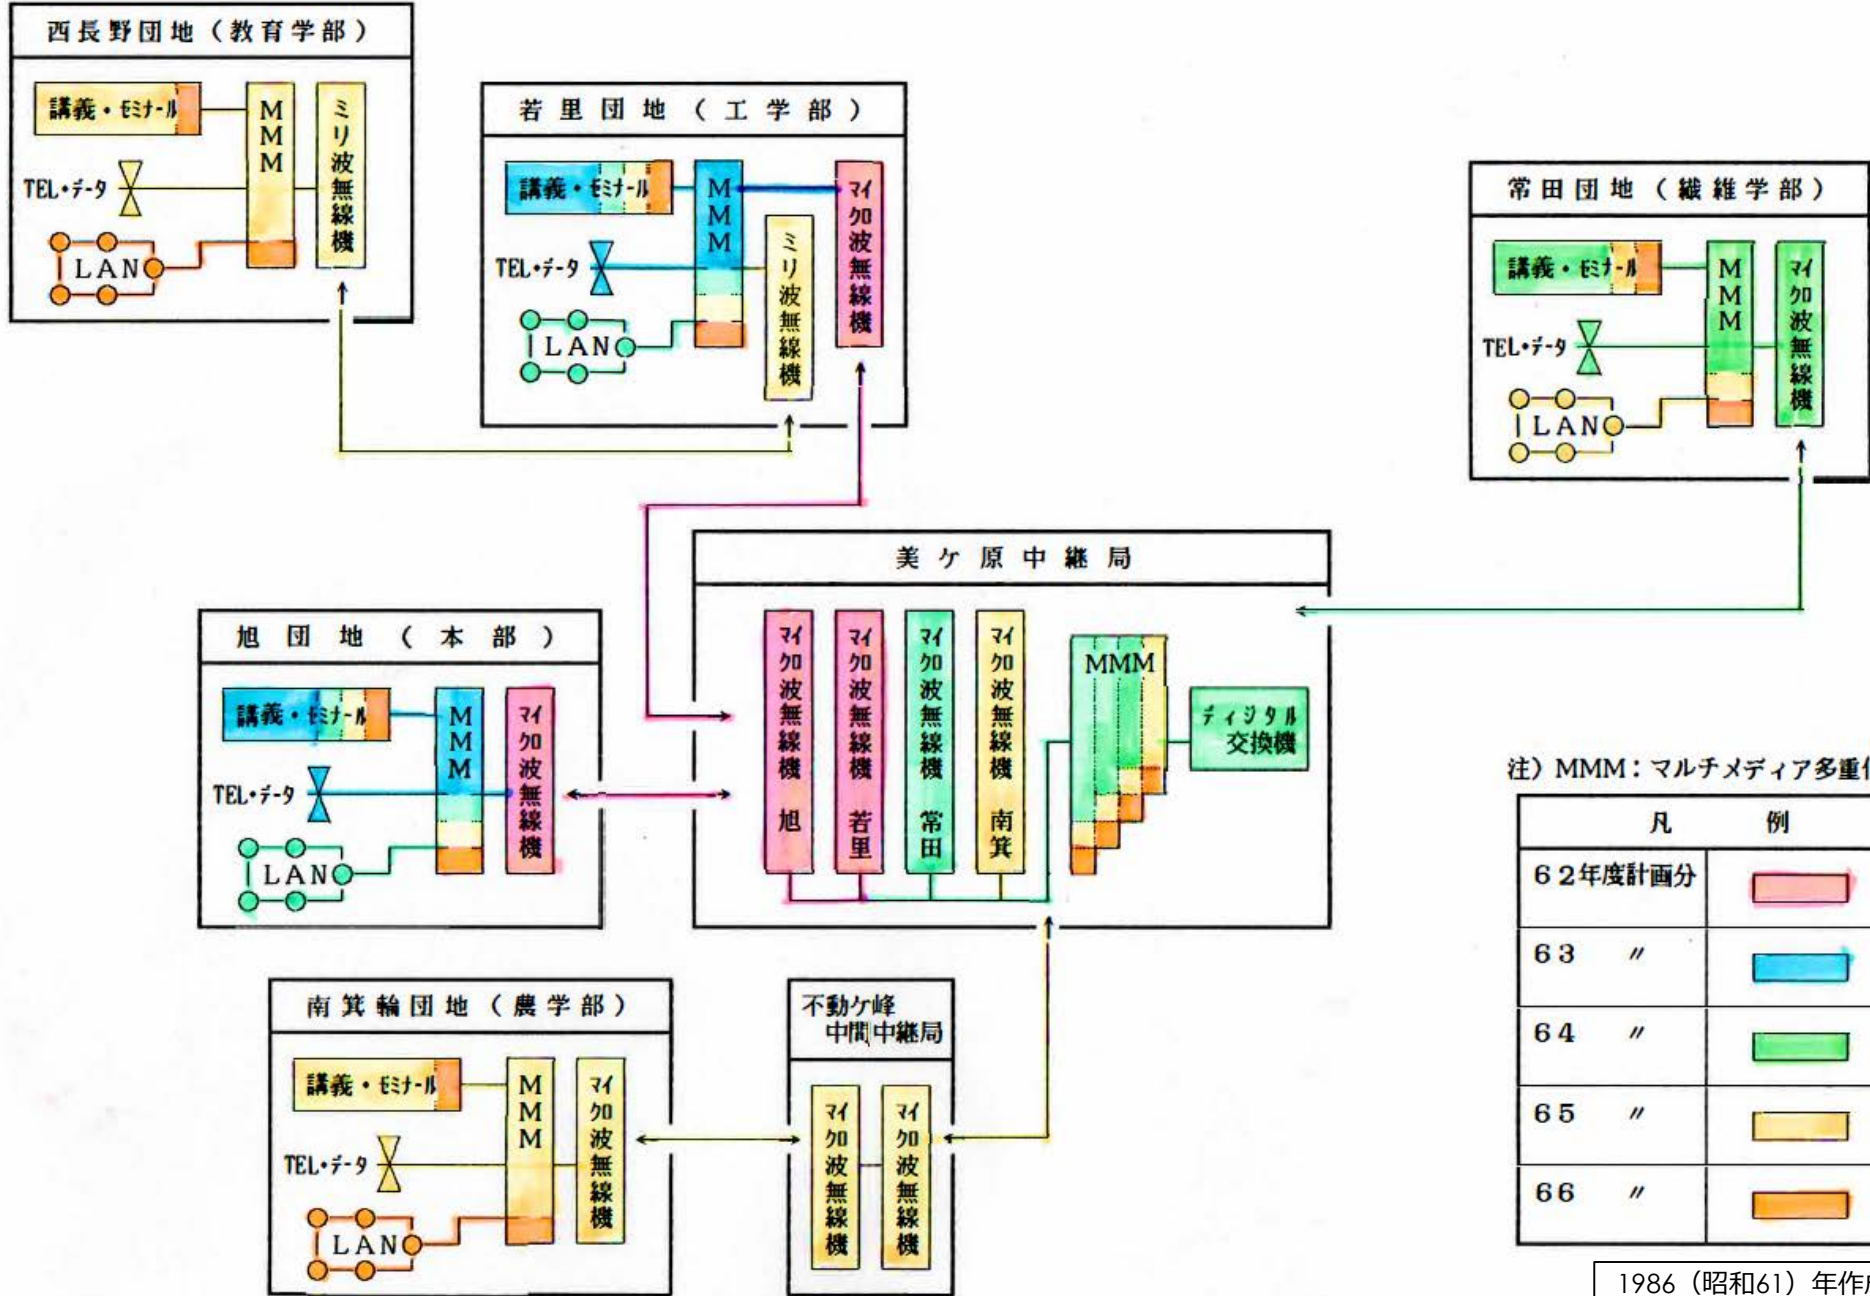 西長野団地（教育学部）
講義・ｾﾐﾅｰﾙ
MMM
ミリ波無線機
TEL・ﾃﾞｰﾀ
LAN
若里団地（工学部）
講義・ｾﾐﾅｰﾙ
MMM
ミリ波無線機
マイクロ波無線機
TEL・ﾃﾞｰﾀ
LAN
常田団地（繊維学部）
講義・ｾﾐﾅｰﾙ
MMM
マイクロ波無線機
TEL・ﾃﾞｰﾀ
LAN
美ケ原中継局
マイクロ波無線機 旭
マイクロ波無線機 若里
マイクロ波無線機 常田
マイクロ波無線機 南箕
MMM
ディジタル
交換機
旭団地（本部）
講義・ｾﾐﾅｰﾙ
MMM
マイクロ波無線機
TEL・ﾃﾞｰﾀ
LAN
南箕輪団地（農学部）
講義・ｾﾐﾅｰﾙ
MMM
マイクロ波無線機
TEL・ﾃﾞｰﾀ
LAN
不動ケ峰
中間中継局
マイクロ波無線機
マイクロ波無線機
注）MMM：マルチメディア多重
凡例
62年度計画分
63 〃
64 〃
65 〃
66 〃
1986（昭和61）年作